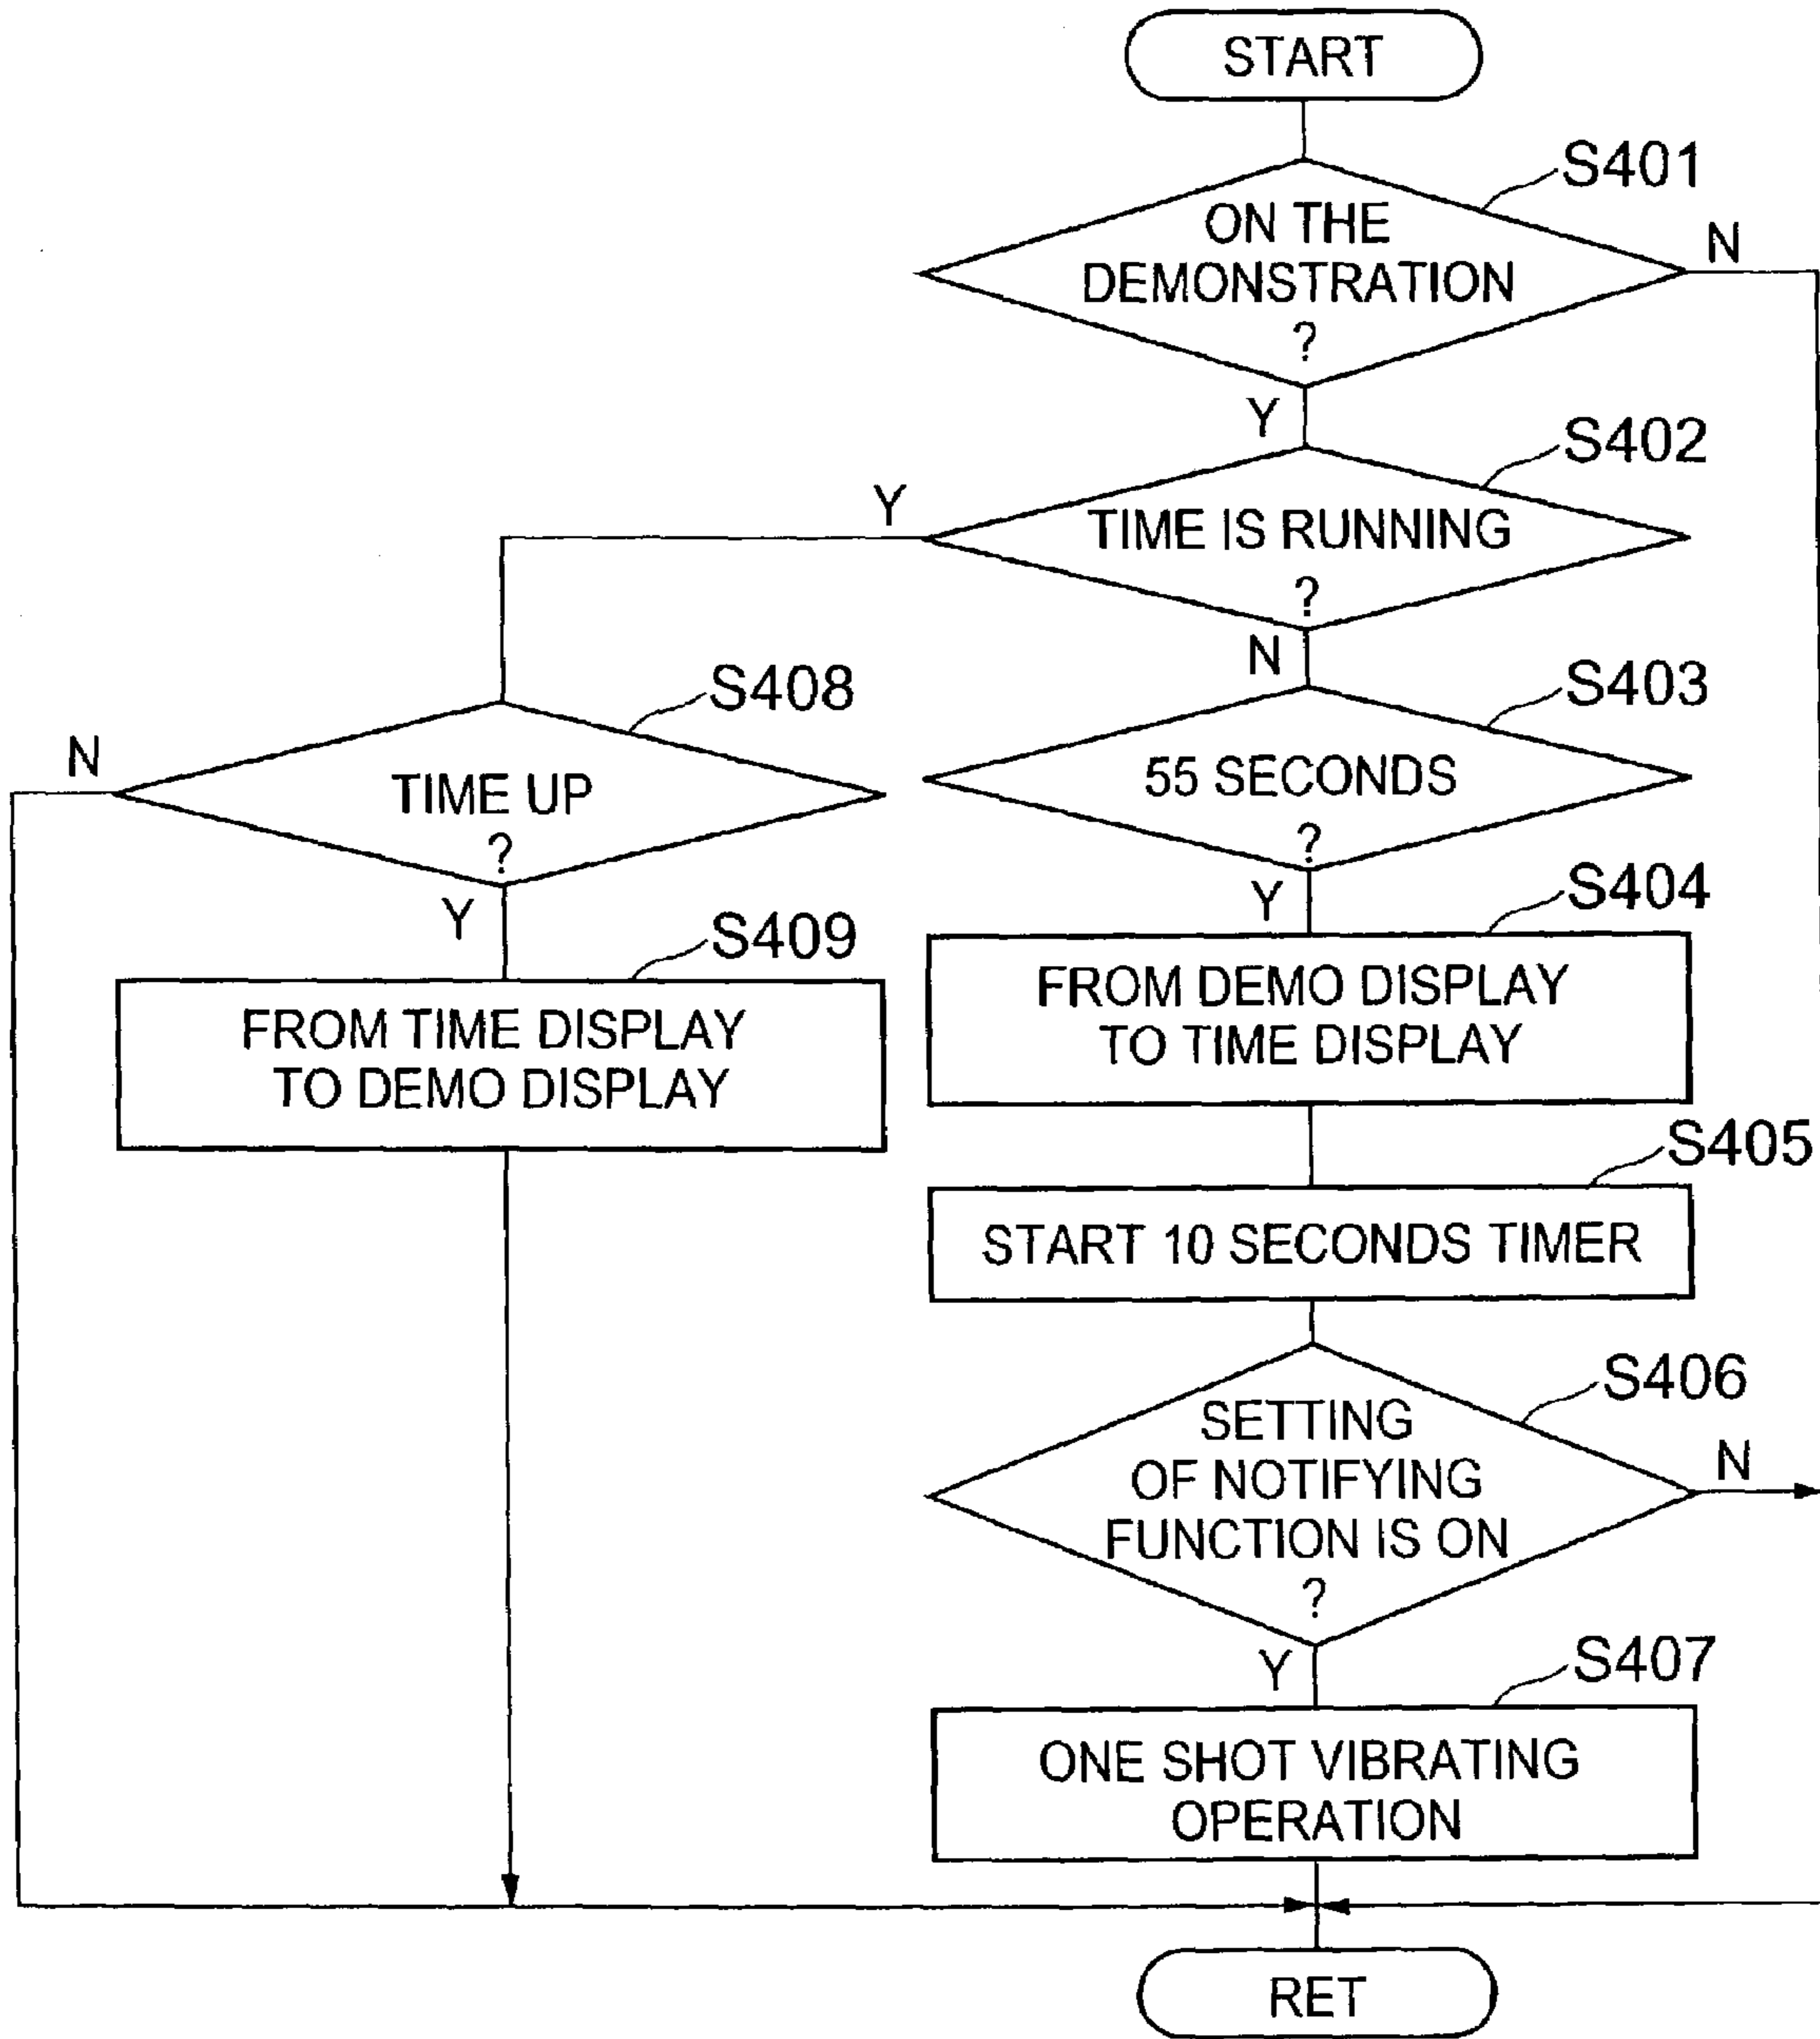 START
S401
ON THE
DEMONSTRATION
?
N
Y
S402
Y
TIME IS RUNNING
?
N
S408
S403
N
TIME UP
?
55 SECONDS
?
Y
Y
S404
S409
FROM DEMO DISPLAY
TO TIME DISPLAY
FROM TIME DISPLAY
TO DEMO DISPLAY
S405
START 10 SECONDS TIMER
S406
SETTING
OF NOTIFYING
FUNCTION IS ON
?
N
Y
S407
ONE SHOT VIBRATING
OPERATION
RET